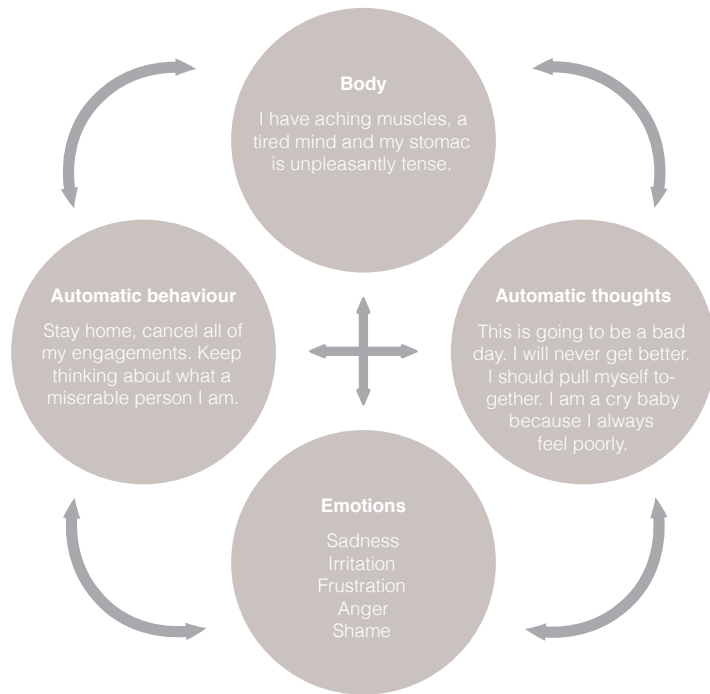 Body
I have aching muscles, a
tired mind and my stomac
is unpleasantly tense.
Automatic behaviour
Stay home, cancel all of
my engagements. Keep
thinking about what a
miserable person I am.
Automatic thoughts
This is going to be a bad
day. I will never get better.
I should pull myself to-
gether. I am a cry baby
because I always
feel poorly.
Emotions
Sadness
Irritation
Frustration
Anger
Shame